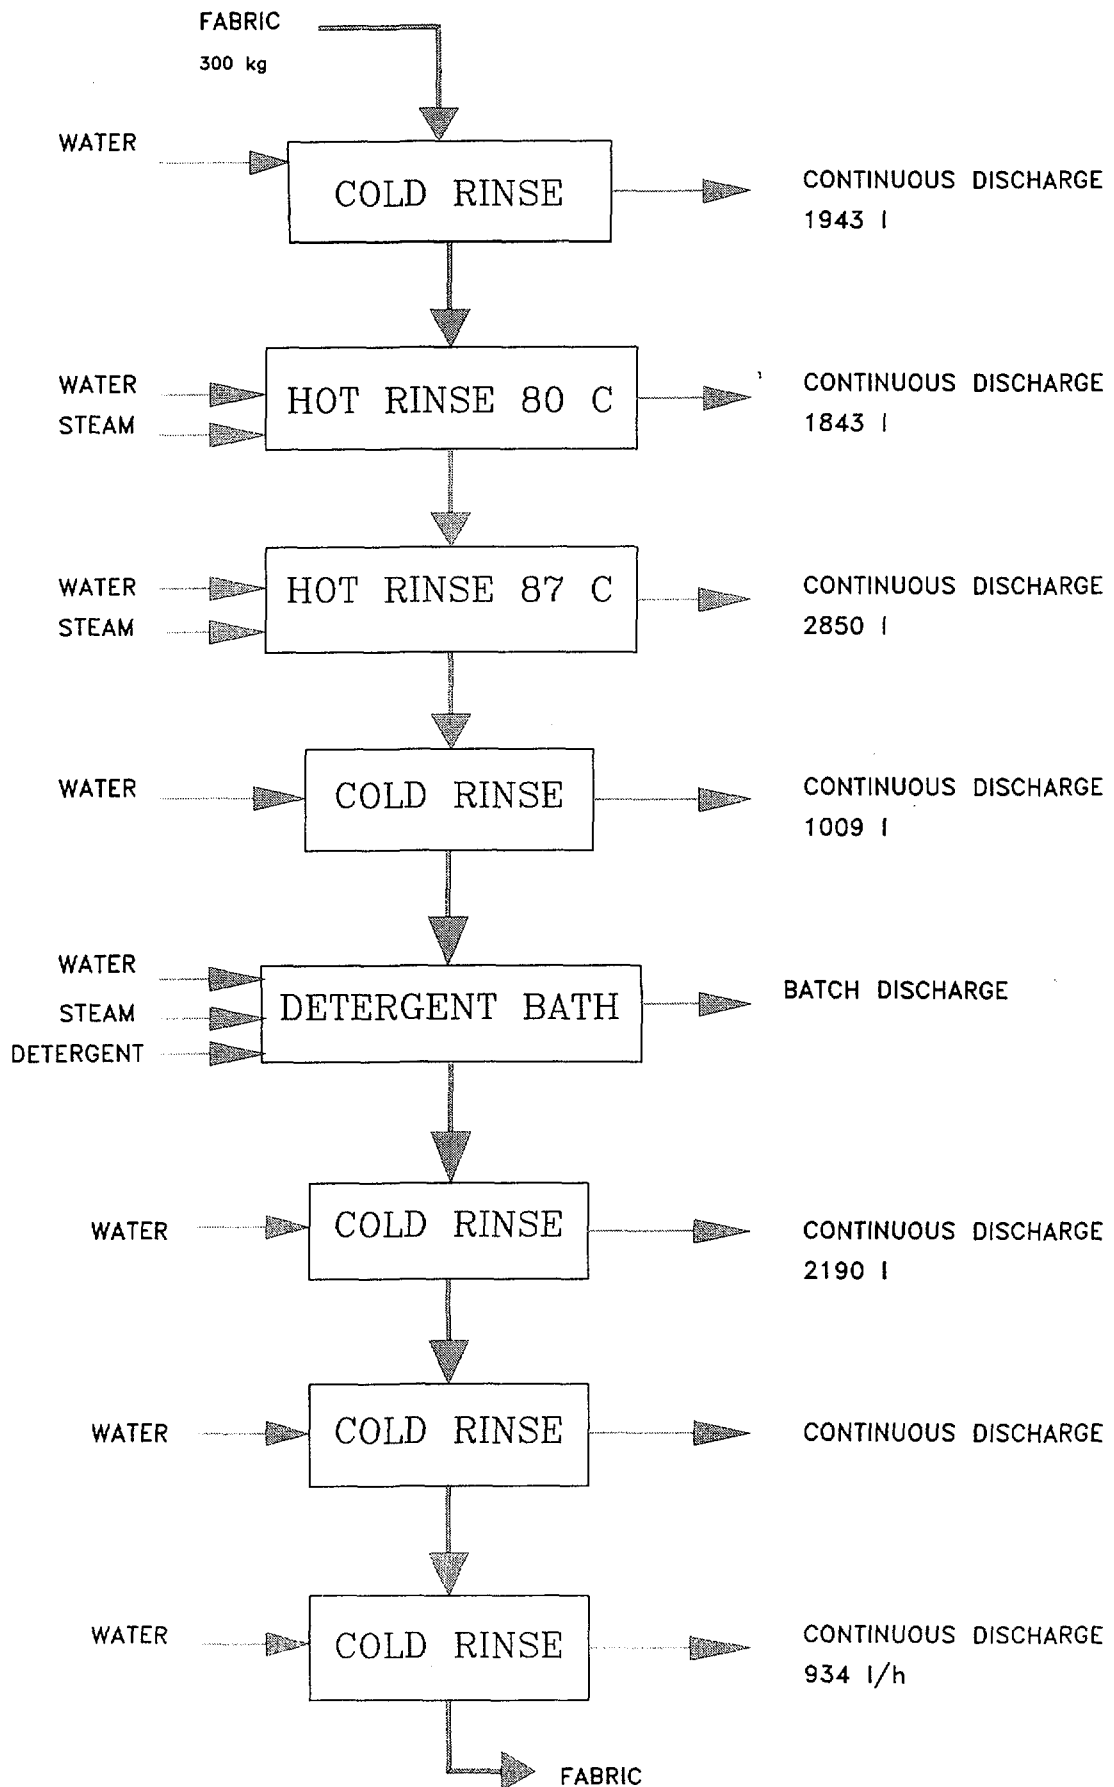 FABRIC
300 kg
WATER
COLD RINSE
CONTINUOUS DISCHARGE
1943 l
WATER
STEAM
HOT RINSE 80 C
CONTINUOUS DISCHARGE
1843 l
WATER
STEAM
HOT RINSE 87 C
CONTINUOUS DISCHARGE
2850 l
WATER
COLD RINSE
CONTINUOUS DISCHARGE
1009 l
WATER
STEAM
DETERGENT
DETERGENT BATH
BATCH DISCHARGE
WATER
COLD RINSE
CONTINUOUS DISCHARGE
2190 l
WATER
COLD RINSE
CONTINUOUS DISCHARGE
WATER
COLD RINSE
CONTINUOUS DISCHARGE
934 l/h
FABRIC